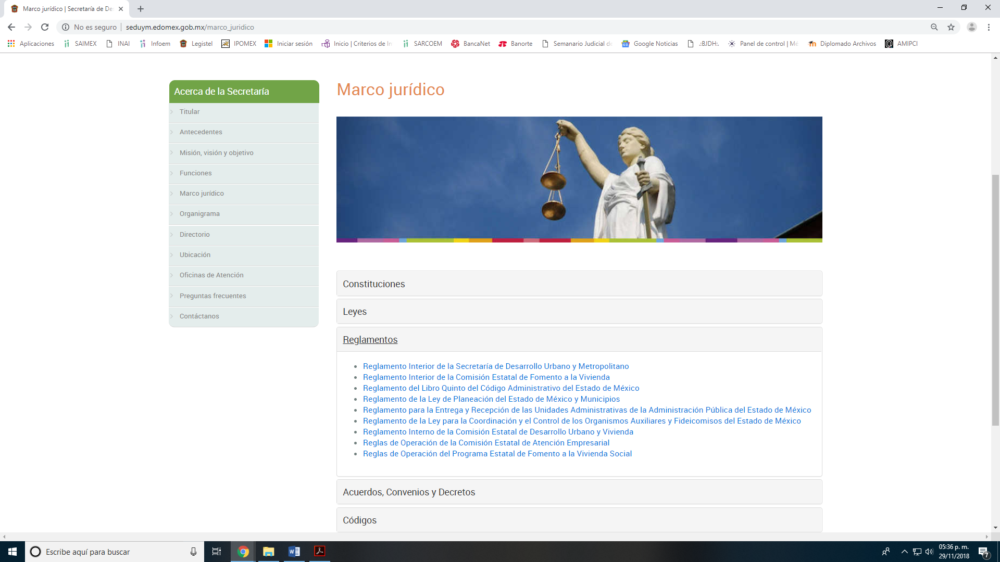 Marco jurídico | Secretaría de De
No es seguro
seduym.edomex.gob.mx/marco_juridico
Aplicaciones
SAIMEX
INAI
Infoem
Legistel
IPOMEX
Iniciar sesión
Inicio | Criterios de In
SARCOEM
BancaNet
Banorte
Semanario Judicial de
Google Noticias
.:BJDH:.
Panel de control | Mé
Diplomado Archivos
AMIPCI
Acerca de la Secretaría
Titular
Antecedentes
Misión, visión y objetivo
Funciones
Marco jurídico
Organigrama
Directorio
Ubicación
Oficinas de Atención
Preguntas frecuentes
Contáctanos
Marco jurídico
Constituciones
Leyes
Reglamentos
Reglamento Interior de la Secretaría de Desarrollo Urbano y Metropolitano
Reglamento Interior de la Comisión Estatal de Fomento a la Vivienda
Reglamento del Libro Quinto del Código Administrativo del Estado de México
Reglamento de la Ley de Planeación del Estado de México y Municipios
Reglamento para la Entrega y Recepción de las Unidades Administrativas de la Administración Pública del Estado de México
Reglamento de la Ley para la Coordinación y el Control de los Organismos Auxiliares y Fideicomisos del Estado de México
Reglamento Interno de la Comisión Estatal de Desarrollo Urbano y Vivienda
Reglas de Operación de la Comisión Estatal de Atención Empresarial
Reglas de Operación del Programa Estatal de Fomento a la Vivienda Social
Acuerdos, Convenios y Decretos
Códigos
Escribe aquí para buscar
05:36 p. m.
29/11/2018
7